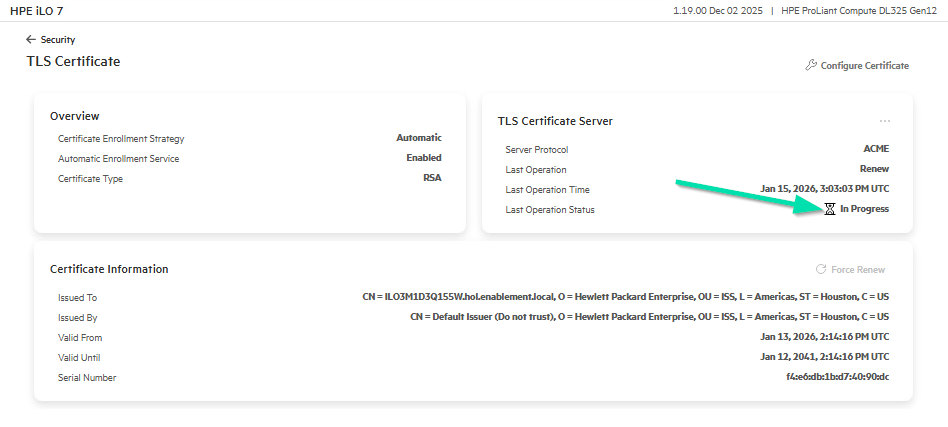 HPE iLO 7
1.19.00 Dec 02 2025 | HPE ProLiant Compute DL325 Gen12
Security
TLS Certificate
Configure Certificate
Overview
Certificate Enrollment Strategy Automatic
Automatic Enrollment Service Enabled
Certificate Type RSA
TLS Certificate Server
Server Protocol ACME
Last Operation Renew
Last Operation Time Jan 15, 2026, 3:03:03 PM UTC
Last Operation Status In Progress
Certificate Information
Force Renew
Issued To CN = ILO3M1D3Q155W.hol.enablement.local, O = Hewlett Packard Enterprise, OU = ISS, L = Americas, ST = Houston, C = US
Issued By CN = Default Issuer (Do not trust), O = Hewlett Packard Enterprise, OU = ISS, L = Americas, ST = Houston, C = US
Valid From Jan 13, 2026, 2:14:16 PM UTC
Valid Until Jan 12, 2041, 2:14:16 PM UTC
Serial Number f4:e6:db:1b:d7:40:90:dc